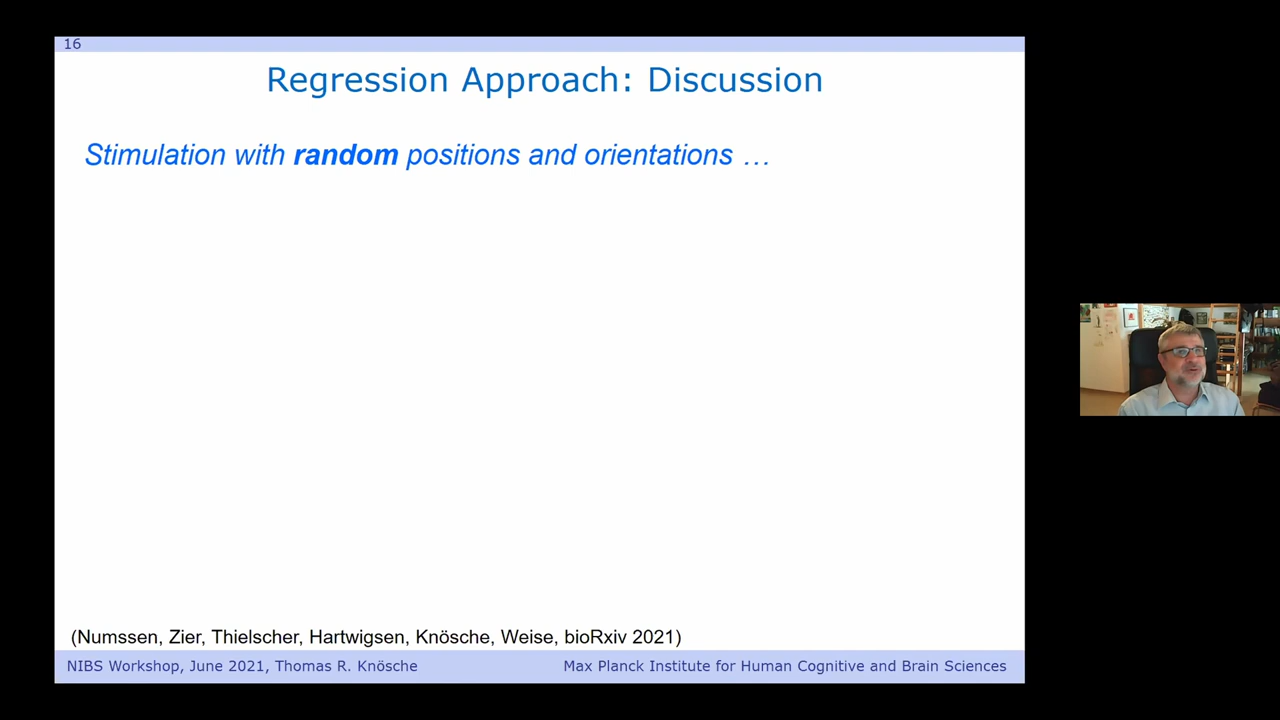 16
Regression Approach: Discussion
Stimulation with random positions and orientations …
(Numssen, Zier, Thielscher, Hartwigsen, Knösche, Weise, bioRxiv 2021)
NIBS Workshop, June 2021, Thomas R. Knösche
Max Planck Institute for Human Cognitive and Brain Sciences